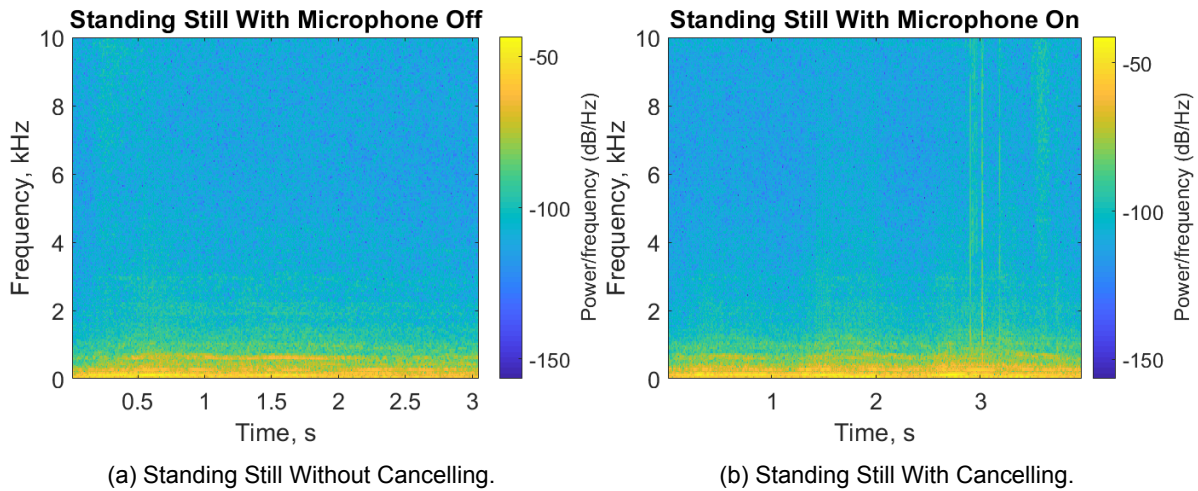 Standing Still With Microphone Off
10
8
6
4
2
0
Frequency, kHz
0.5 1 1.5 2 2.5 3
Time, s
-50
-100
-150
Power/frequency (dB/Hz)
(a) Standing Still Without Cancelling.
Standing Still With Microphone On
10
8
6
4
2
0
Frequency, kHz
1 2 3
Time, s
-50
-100
-150
Power/frequency (dB/Hz)
(b) Standing Still With Cancelling.